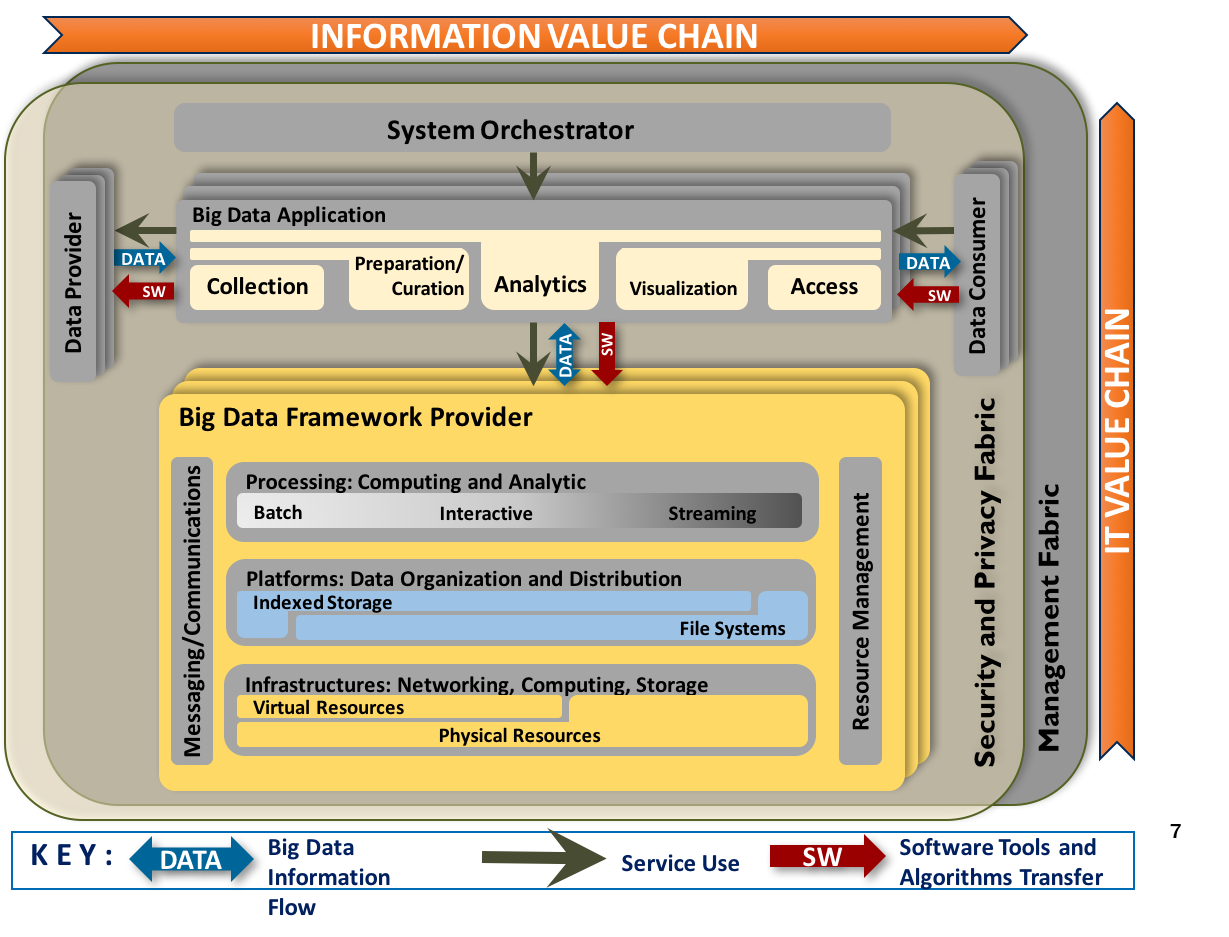 INFORMATION VALUE CHAIN
System Orchestrator
Big Data Application
Preparation/
Curation
Collection
Analytics
Visualization
Access
Data Provider
DATA
SW
DATA
SW
Data Consumer
DATA
SW
Big Data Framework Provider
Messaging/Communications
Processing: Computing and Analytic
Batch
Interactive
Streaming
Platforms: Data Organization and Distribution
Indexed Storage
File Systems
Infrastructures: Networking, Computing, Storage
Virtual Resources
Physical Resources
Resource Management
Security and Privacy Fabric
Management Fabric
IT VALUE CHAIN
7
KEY:
DATA
Big Data
Information
Flow
Service Use
SW
Software Tools and
Algorithms Transfer